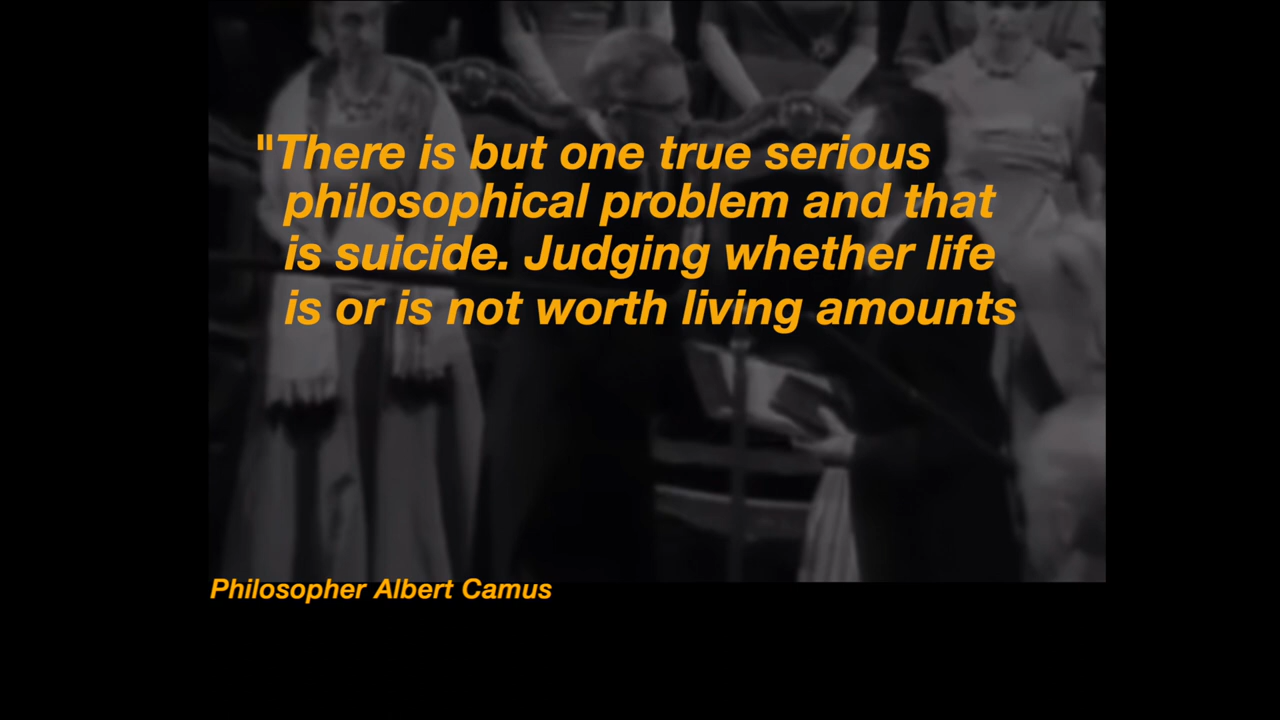 "There is but one true serious
philosophical problem and that
is suicide. Judging whether life
is or is not worth living amounts
Philosopher Albert Camus